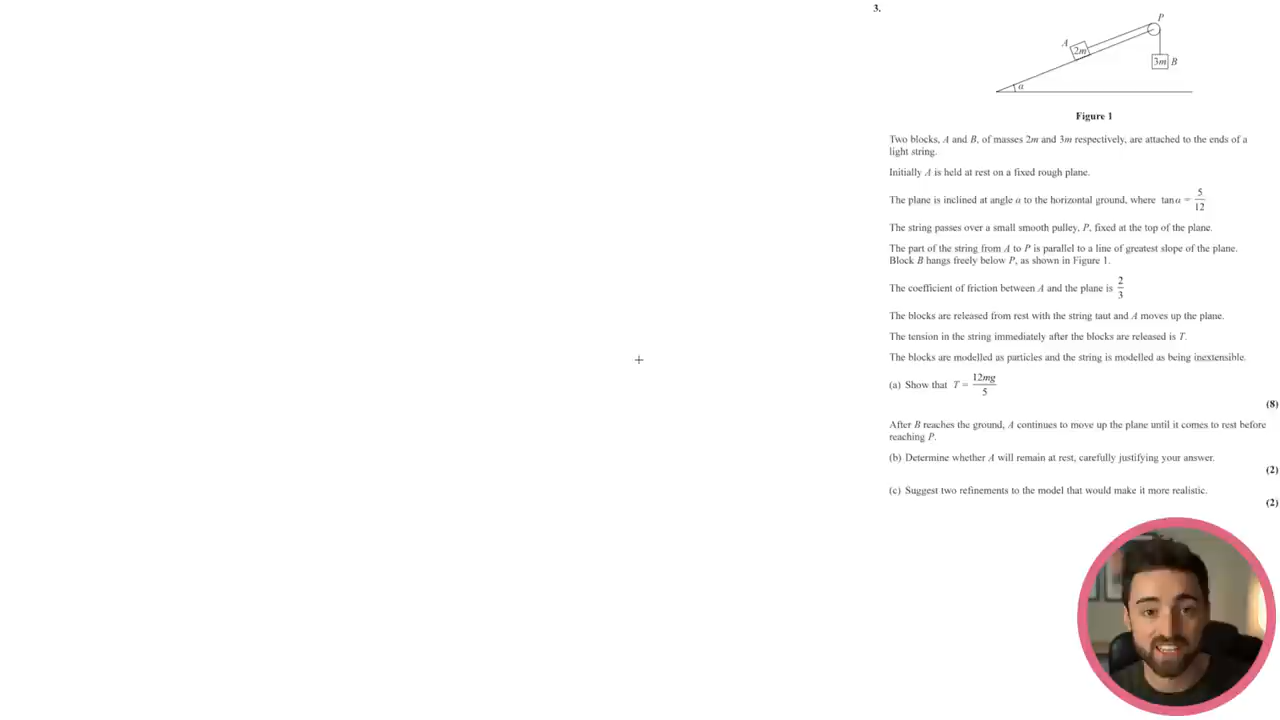 3.
P
A
2m
3m B
α
Figure 1
Two blocks, A and B, of masses 2m and 3m respectively, are attached to the ends of a
light string.
Initially A is held at rest on a fixed rough plane.
The plane is inclined at angle α to the horizontal ground, where tan α = 5/12
The string passes over a small smooth pulley, P, fixed at the top of the plane.
The part of the string from A to P is parallel to a line of greatest slope of the plane.
Block B hangs freely below P, as shown in Figure 1.
The coefficient of friction between A and the plane is 2/3
The blocks are released from rest with the string taut and A moves up the plane.
The tension in the string immediately after the blocks are released is T.
The blocks are modelled as particles and the string is modelled as being inextensible.
(a) Show that T = 12mg/5
(8)
After B reaches the ground, A continues to move up the plane until it comes to rest before
reaching P.
(b) Determine whether A will remain at rest, carefully justifying your answer.
(2)
(c) Suggest two refinements to the model that would make it more realistic.
(2)